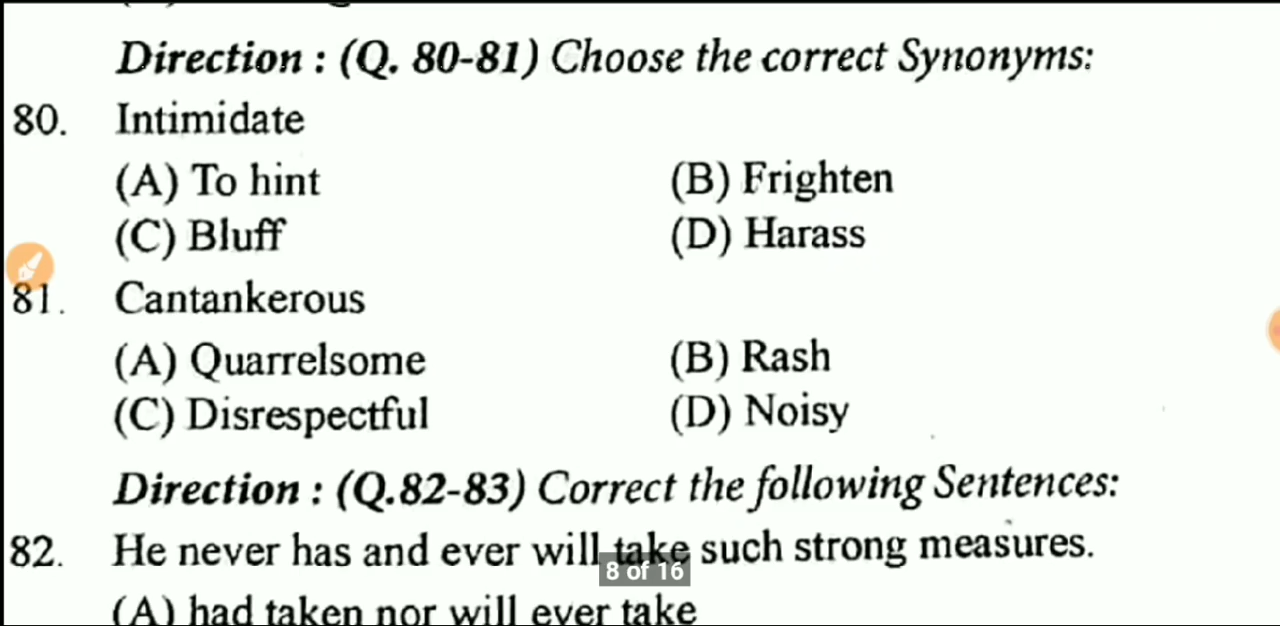 Direction : (Q. 80-81) Choose the correct Synonyms:
80. Intimidate
(A) To hint (B) Frighten
(C) Bluff (D) Harass
81. Cantankerous
(A) Quarrelsome (B) Rash
(C) Disrespectful (D) Noisy
Direction : (Q.82-83) Correct the following Sentences:
82. He never has and ever will take such strong measures.
8 of 16
(A) had taken nor will ever take